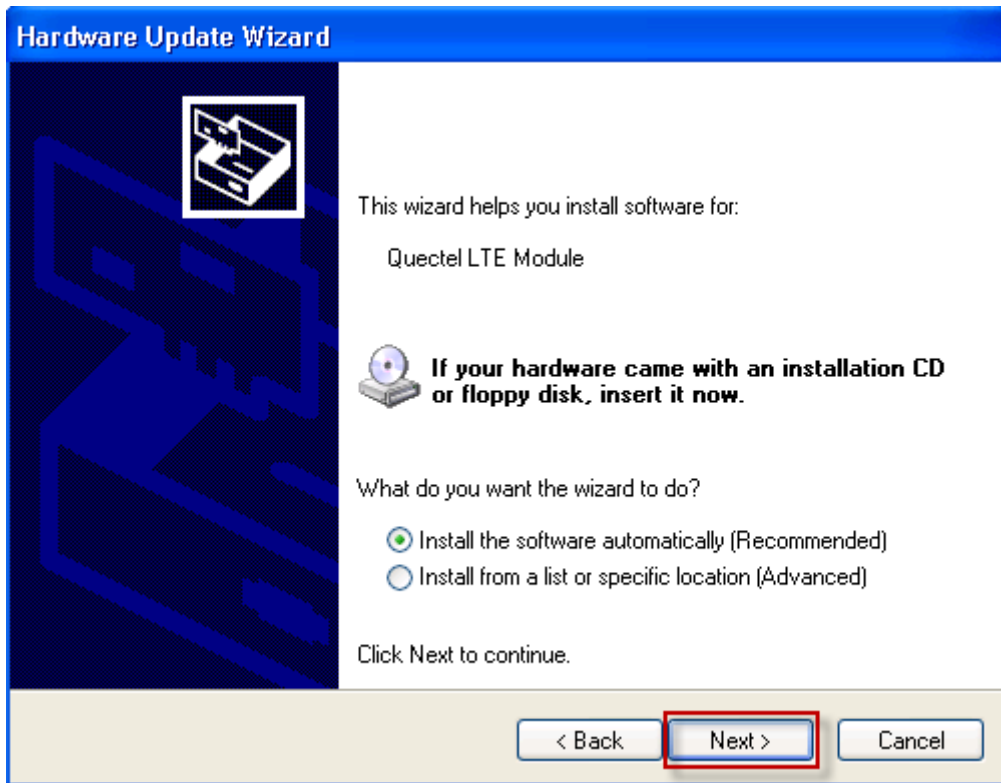 Hardware Update Wizard
This wizard helps you install software for:
Quectel LTE Module
If your hardware came with an installation CD
or floppy disk, insert it now.
What do you want the wizard to do?
Install the software automatically (Recommended)
Install from a list or specific location (Advanced)
Click Next to continue.
< Back Next > Cancel